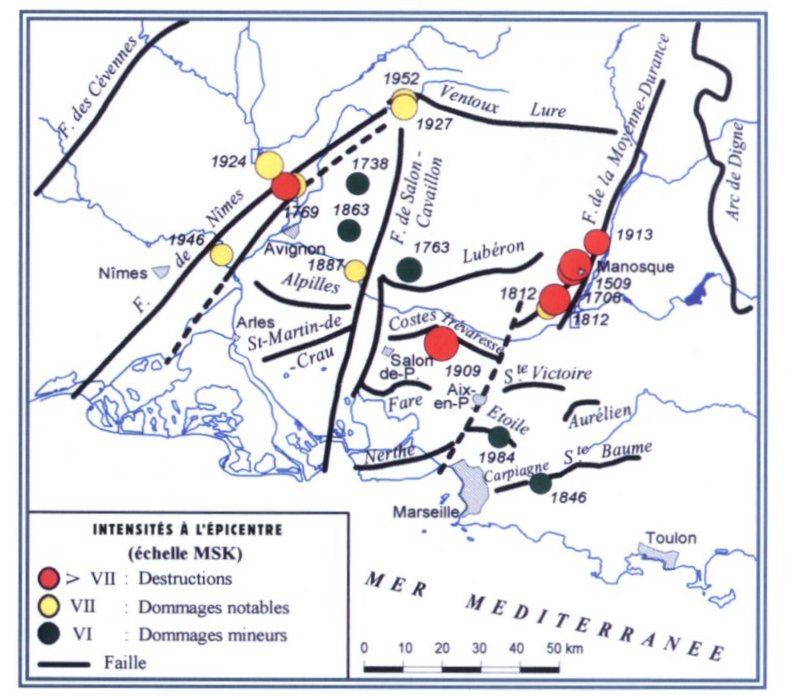 F. des Cévennes
1952
1927
Ventoux
Lure
F. de la Moyenne-Durance
Arc de Digne
1924
1738
F. de Salon-
Cavaillon
F. de Nîmes
1769
1863
Avignon
1946
Nîmes
1887
1763
Lubéron
1913
Manosque
1509
1708
1812
1812
Alpilles
Arles
St-Martin-de
-Crau
Costes
Trévaresse
Salon
de-P.
1909
Fare
Aix-
en-P
Ste Victoire
Aurélien
Etoile
1984
Nerthe
Carpiagne
Ste Baume
1846
Marseille
Toulon
MER MEDITERRANEE
INTENSITÉS À L'ÉPICENTRE
(échelle MSK)
> VII : Destructions
VII : Dommages notables
VI : Dommages mineurs
Faille
0 10 20 30 40 50 km